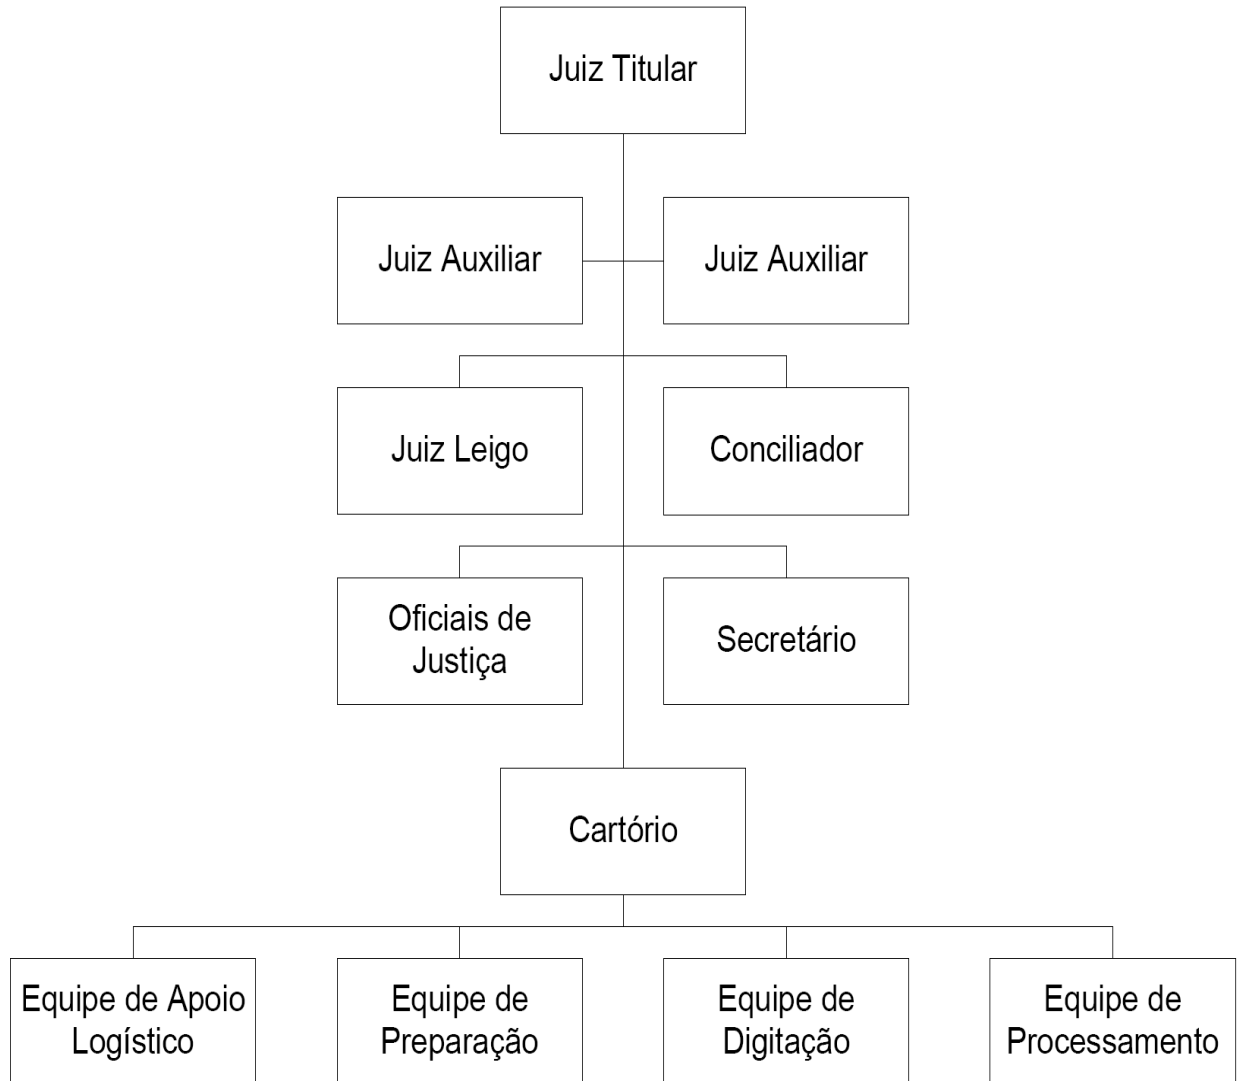 Juiz Titular
Juiz Auxiliar
Juiz Auxiliar
Juiz Leigo
Conciliador
Oficiais de
Justiça
Secretário
Cartório
Equipe de Apoio
Logístico
Equipe de
Preparação
Equipe de
Digitação
Equipe de
Processamento